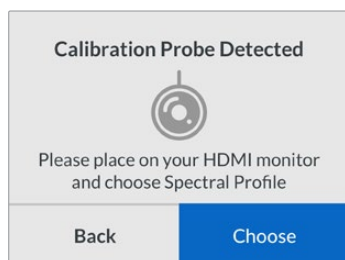 Calibration Probe Detected
Please place on your HDMI monitor
and choose Spectral Profile
Back
Choose